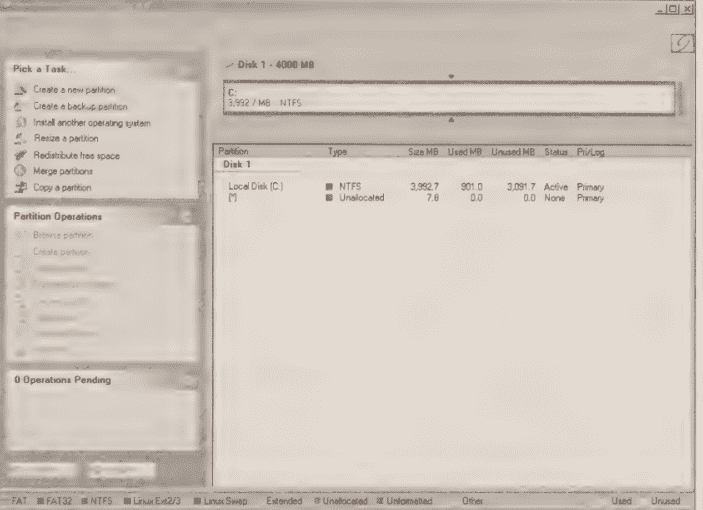 Disk 1 - 4000 MB
C:
3,992.7 MB NTFS
Pick a Task...
Create a new partition
Create a backup partition
Install another operating system
Resize a partition
Redistribute free space
Merge partitions
Copy a partition
Partition Operations
Browse partition
Create partition
0 Operations Pending
Partition Type Size MB Used MB Unused MB Status Pri/Log
Disk 1
Local Disk (C:) NTFS 3,992.7 901.0 3,091.7 Active Primary
(*) Unallocated 7.8 0.0 0.0 None Primary
FAT FAT32 NTFS Linux Ext2/3 Linux Swap Extended Unallocated Unformatted Other Used Unused